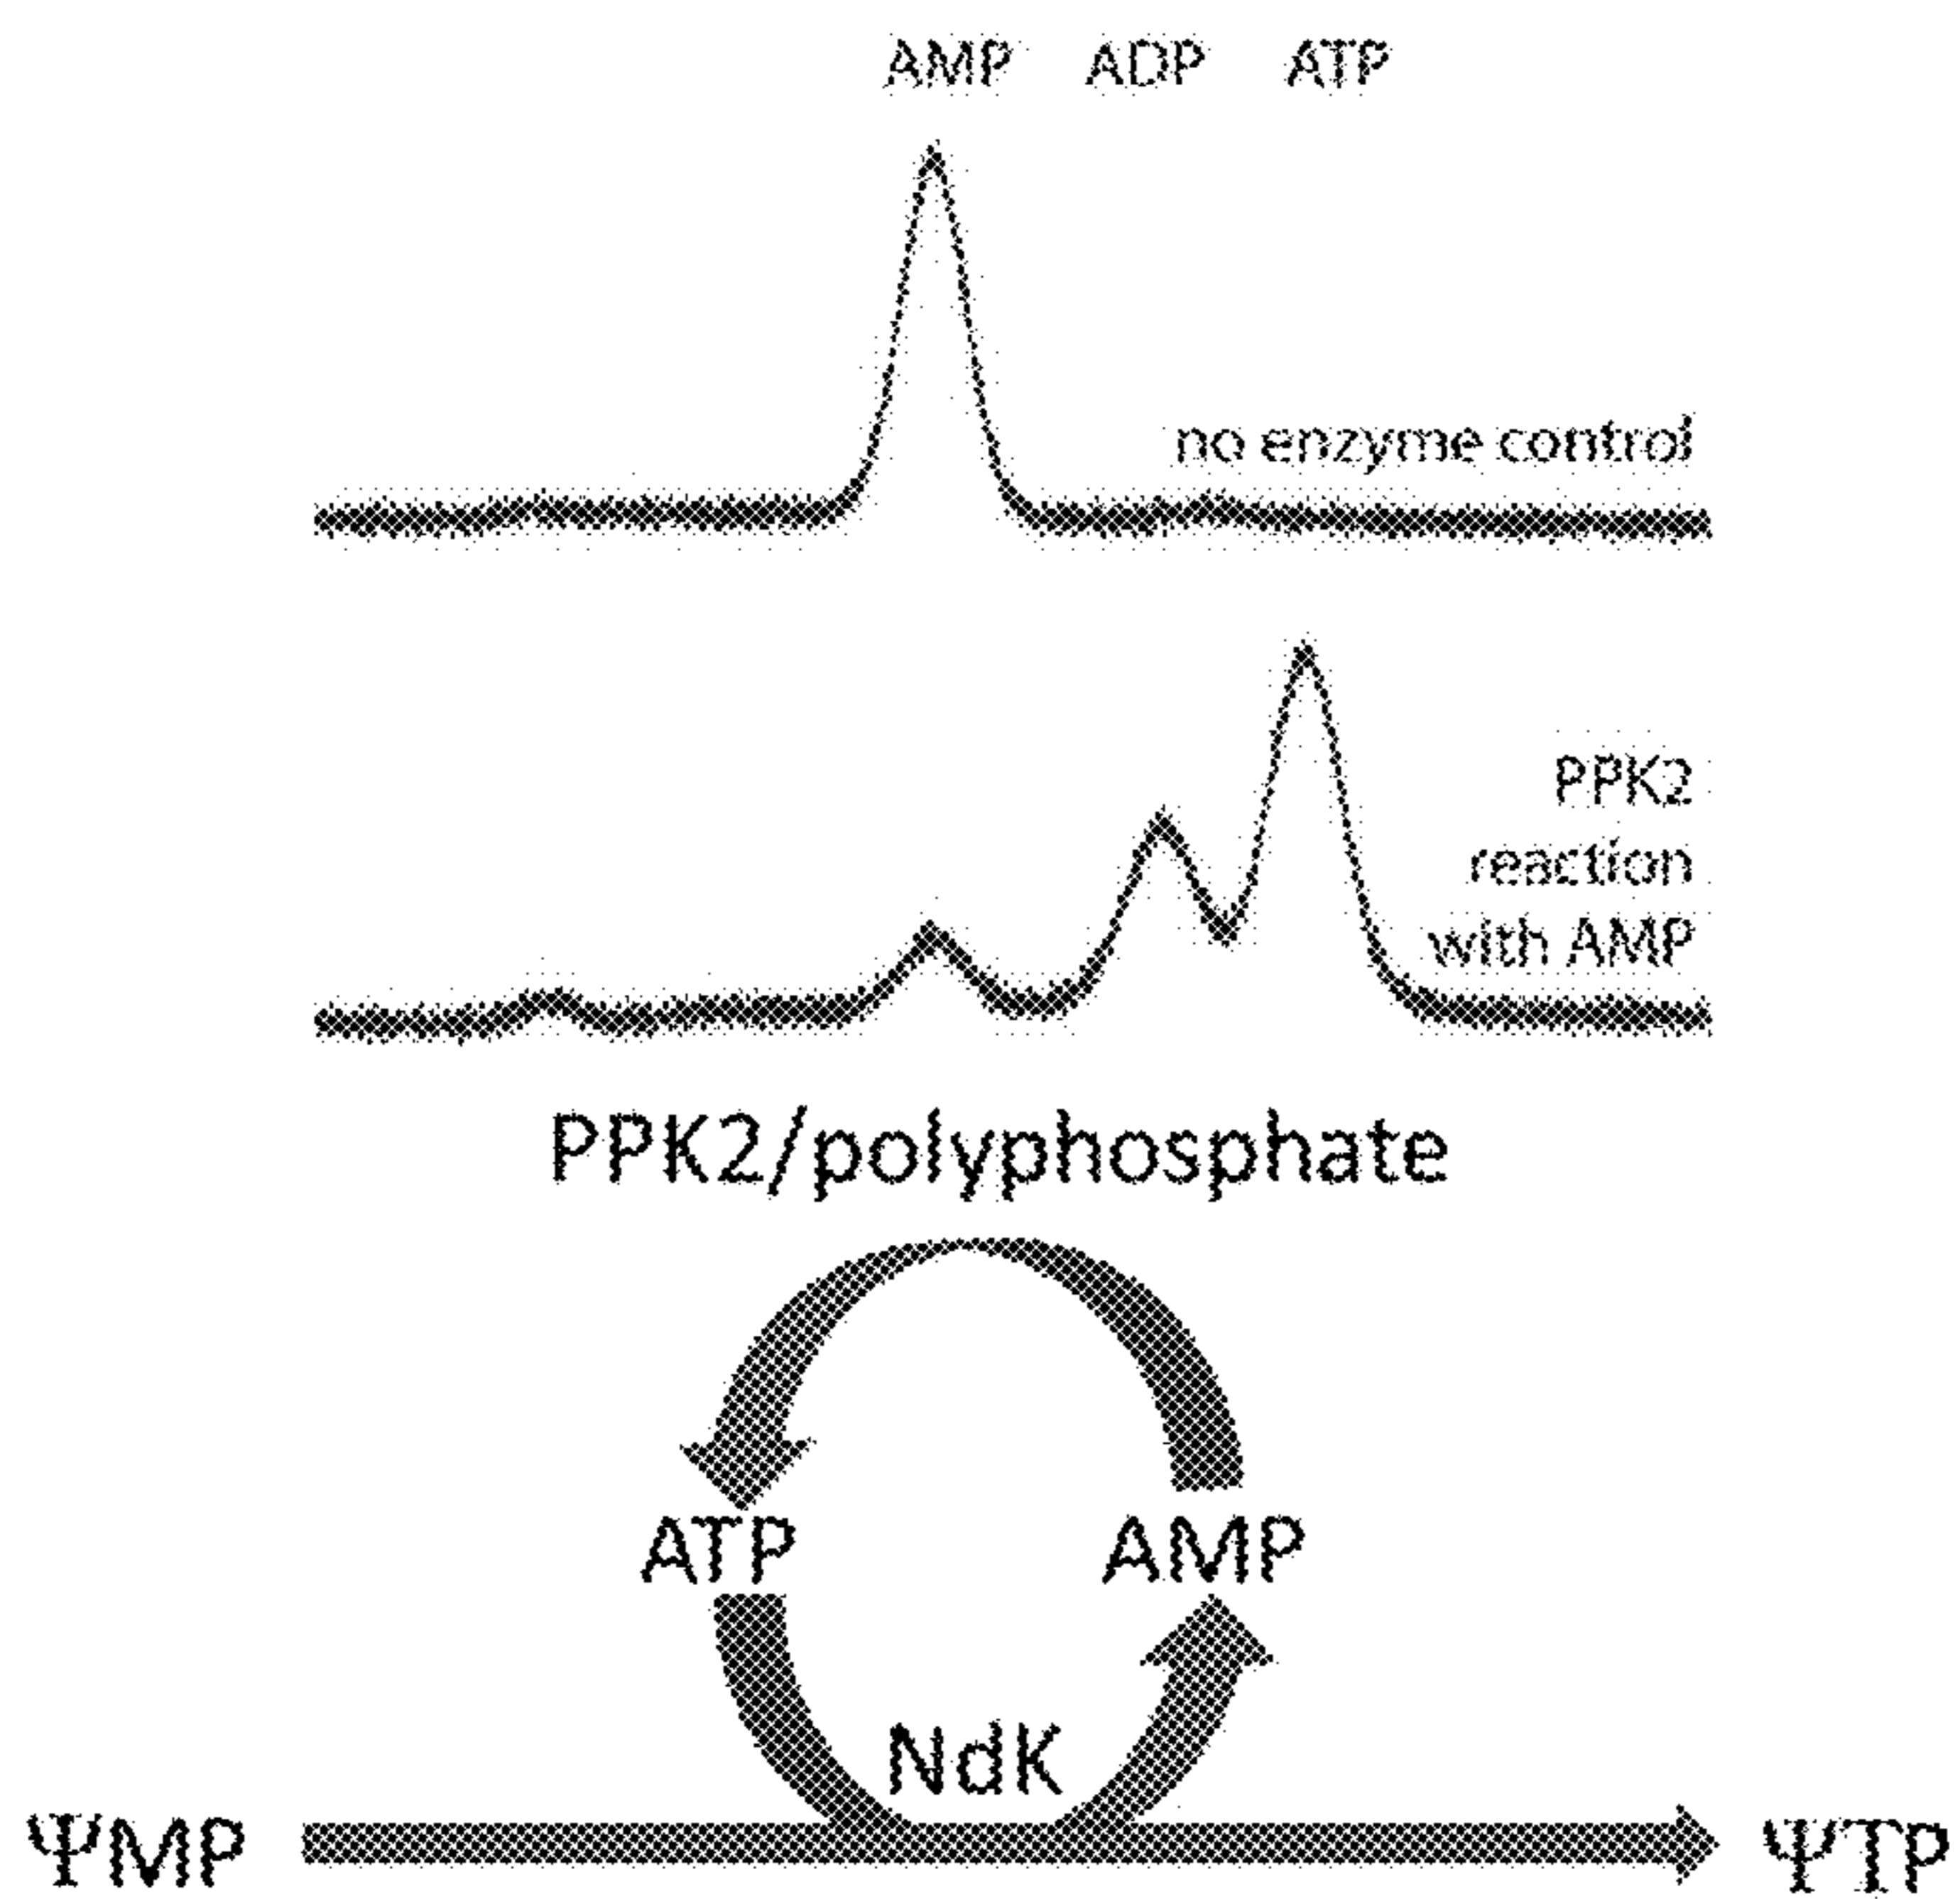 AMP ADP ATP
no enzyme control
PPK2
reaction
with AMP
PPK2/polyphosphate
ATP AMP
NdK
ΨMP ΨTP